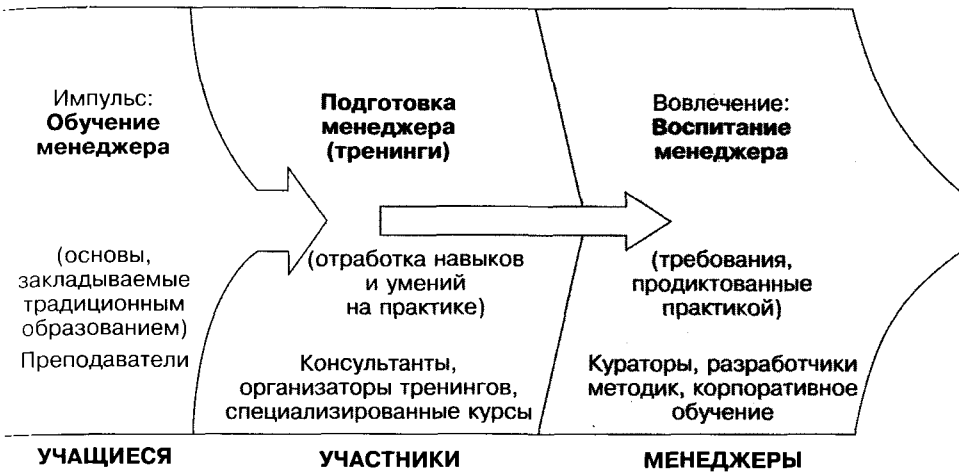 Импульс:
Обучение
менеджера
(основы,
закладываемые
традиционным
образованием)
Преподаватели
УЧАЩИЕСЯ
Подготовка
менеджера
(тренинги)
(отработка навыков
и умений
на практике)
Консультанты,
организаторы тренингов,
специализированные курсы
УЧАСТНИКИ
Вовлечение:
Воспитание
менеджера
(требования,
продиктованные
практикой)
Кураторы, разработчики
методик, корпоративное
обучение
МЕНЕДЖЕРЫ